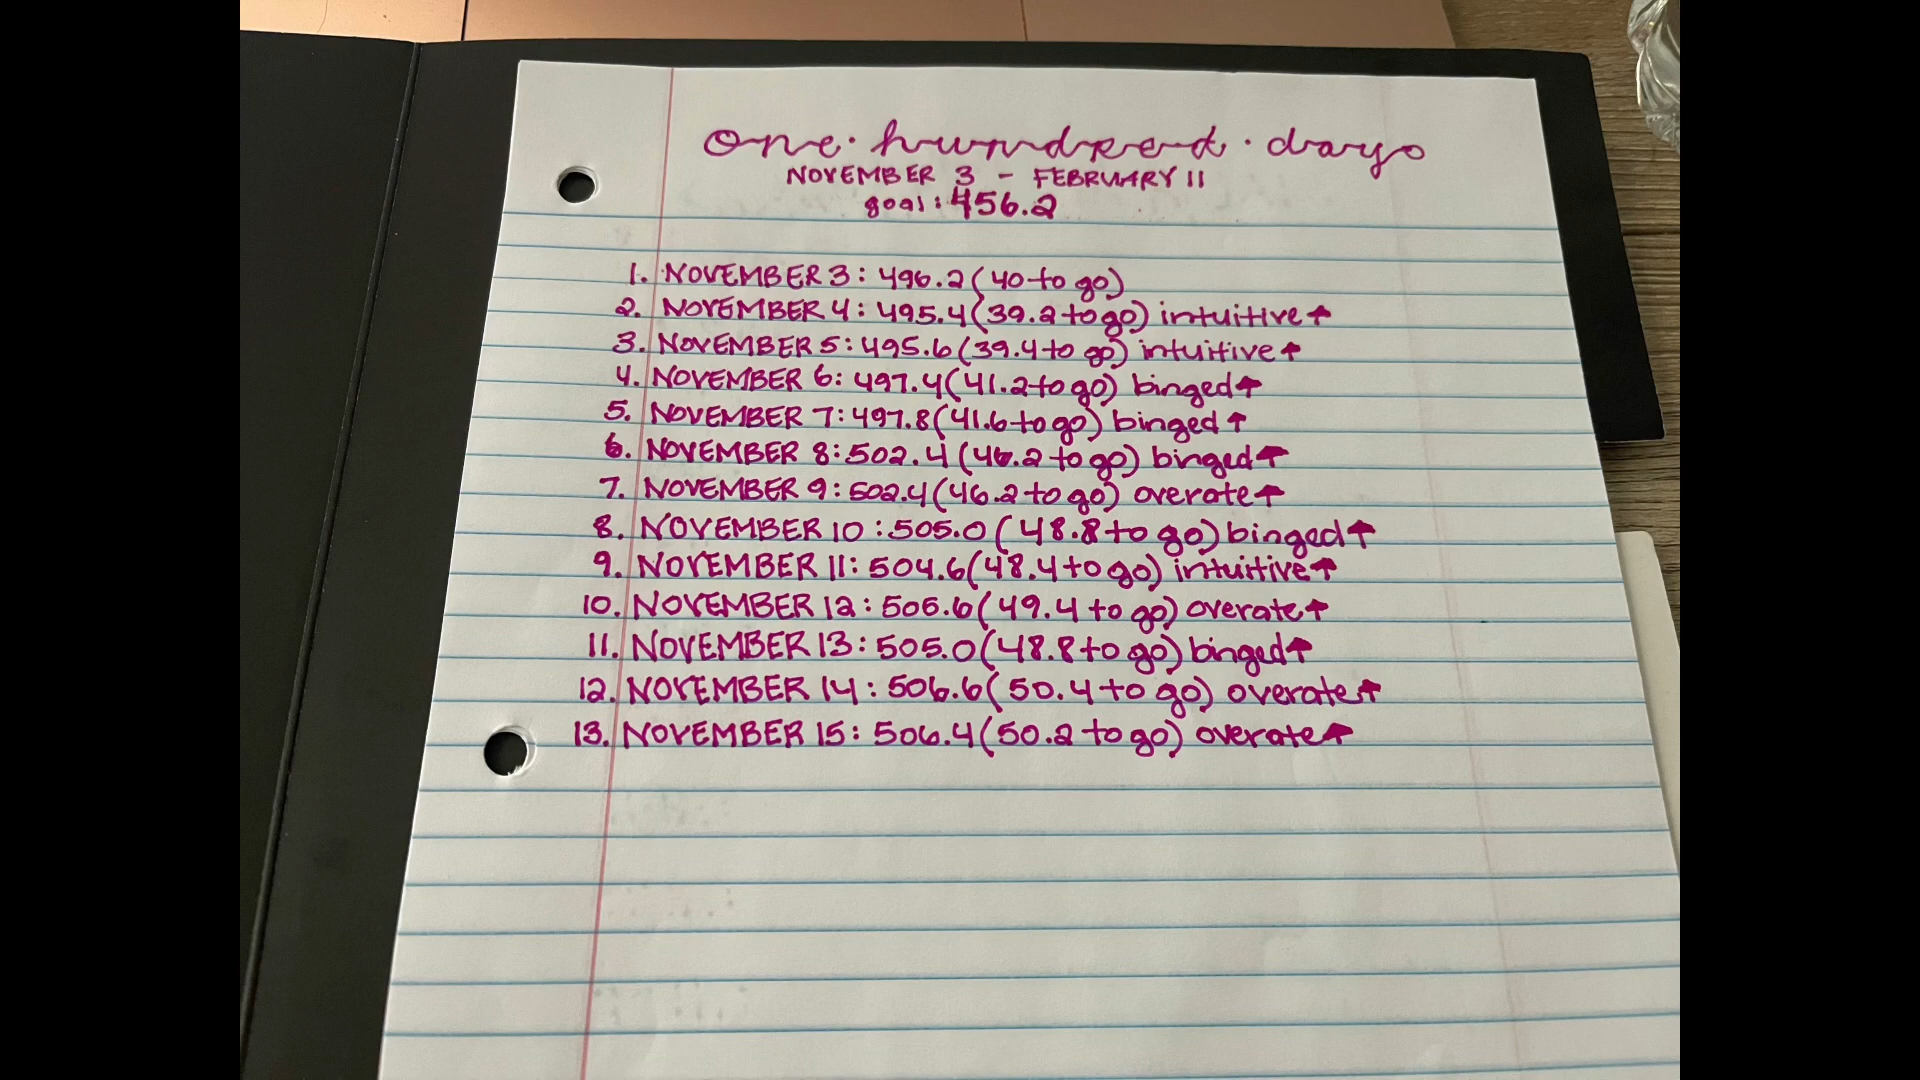 one · hundred · days
NOVEMBER 3 - FEBRUARY 11
goal: 456.2
1. NOVEMBER 3: 496.2 (40 to go)
2. NOVEMBER 4: 495.4 (39.2 to go) intuitive ↑
3. NOVEMBER 5: 495.6 (39.4 to go) intuitive ↑
4. NOVEMBER 6: 497.4 (41.2 to go) binged ↑
5. NOVEMBER 7: 497.8 (41.6 to go) binged ↑
6. NOVEMBER 8: 502.4 (46.2 to go) binged ↑
7. NOVEMBER 9: 502.4 (46.2 to go) overate ↑
8. NOVEMBER 10: 505.0 (48.8 to go) binged ↑
9. NOVEMBER 11: 504.6 (48.4 to go) intuitive ↑
10. NOVEMBER 12: 505.6 (49.4 to go) overate ↑
11. NOVEMBER 13: 505.0 (48.8 to go) binged ↑
12. NOVEMBER 14: 506.6 (50.4 to go) overate ↑
13. NOVEMBER 15: 506.4 (50.2 to go) overate ↑